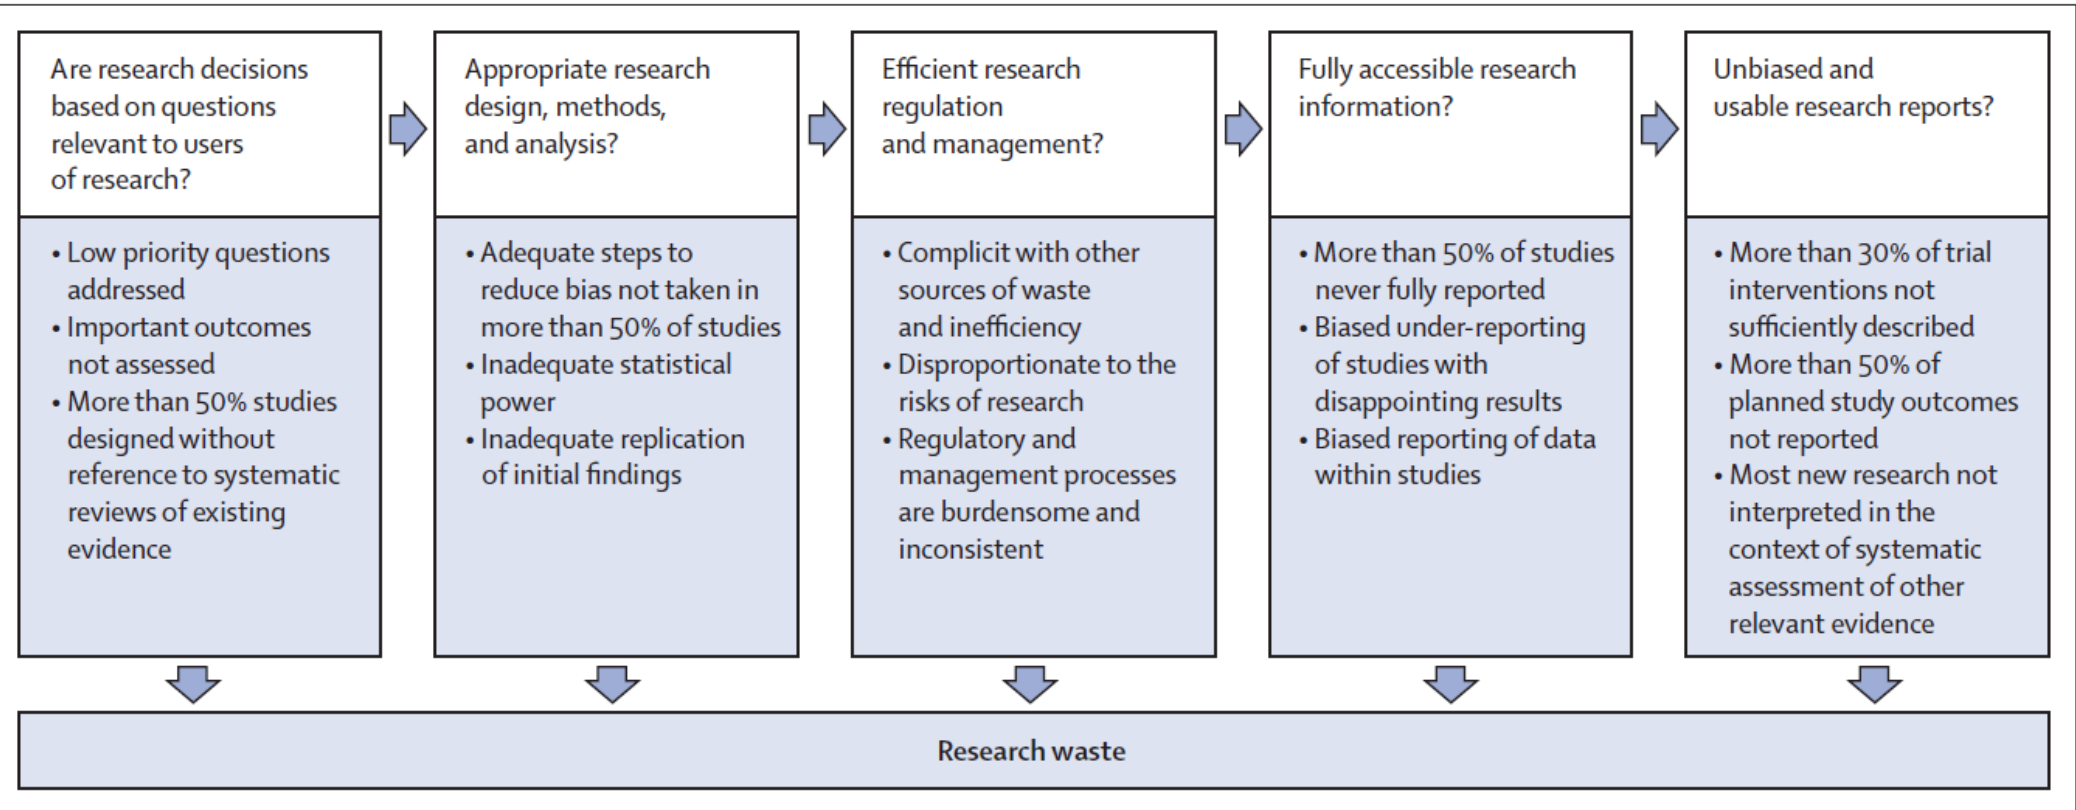 Are research decisions
based on questions
relevant to users
of research?
• Low priority questions
addressed
• Important outcomes
not assessed
• More than 50% studies
designed without
reference to systematic
reviews of existing
evidence
Appropriate research
design, methods,
and analysis?
• Adequate steps to
reduce bias not taken in
more than 50% of studies
• Inadequate statistical
power
• Inadequate replication
of initial findings
Efficient research
regulation
and management?
• Complicit with other
sources of waste
and inefficiency
• Disproportionate to the
risks of research
• Regulatory and
management processes
are burdensome and
inconsistent
Fully accessible research
information?
• More than 50% of studies
never fully reported
• Biased under-reporting
of studies with
disappointing results
• Biased reporting of data
within studies
Unbiased and
usable research reports?
• More than 30% of trial
interventions not
sufficiently described
• More than 50% of
planned study outcomes
not reported
• Most new research not
interpreted in the
context of systematic
assessment of other
relevant evidence
Research waste